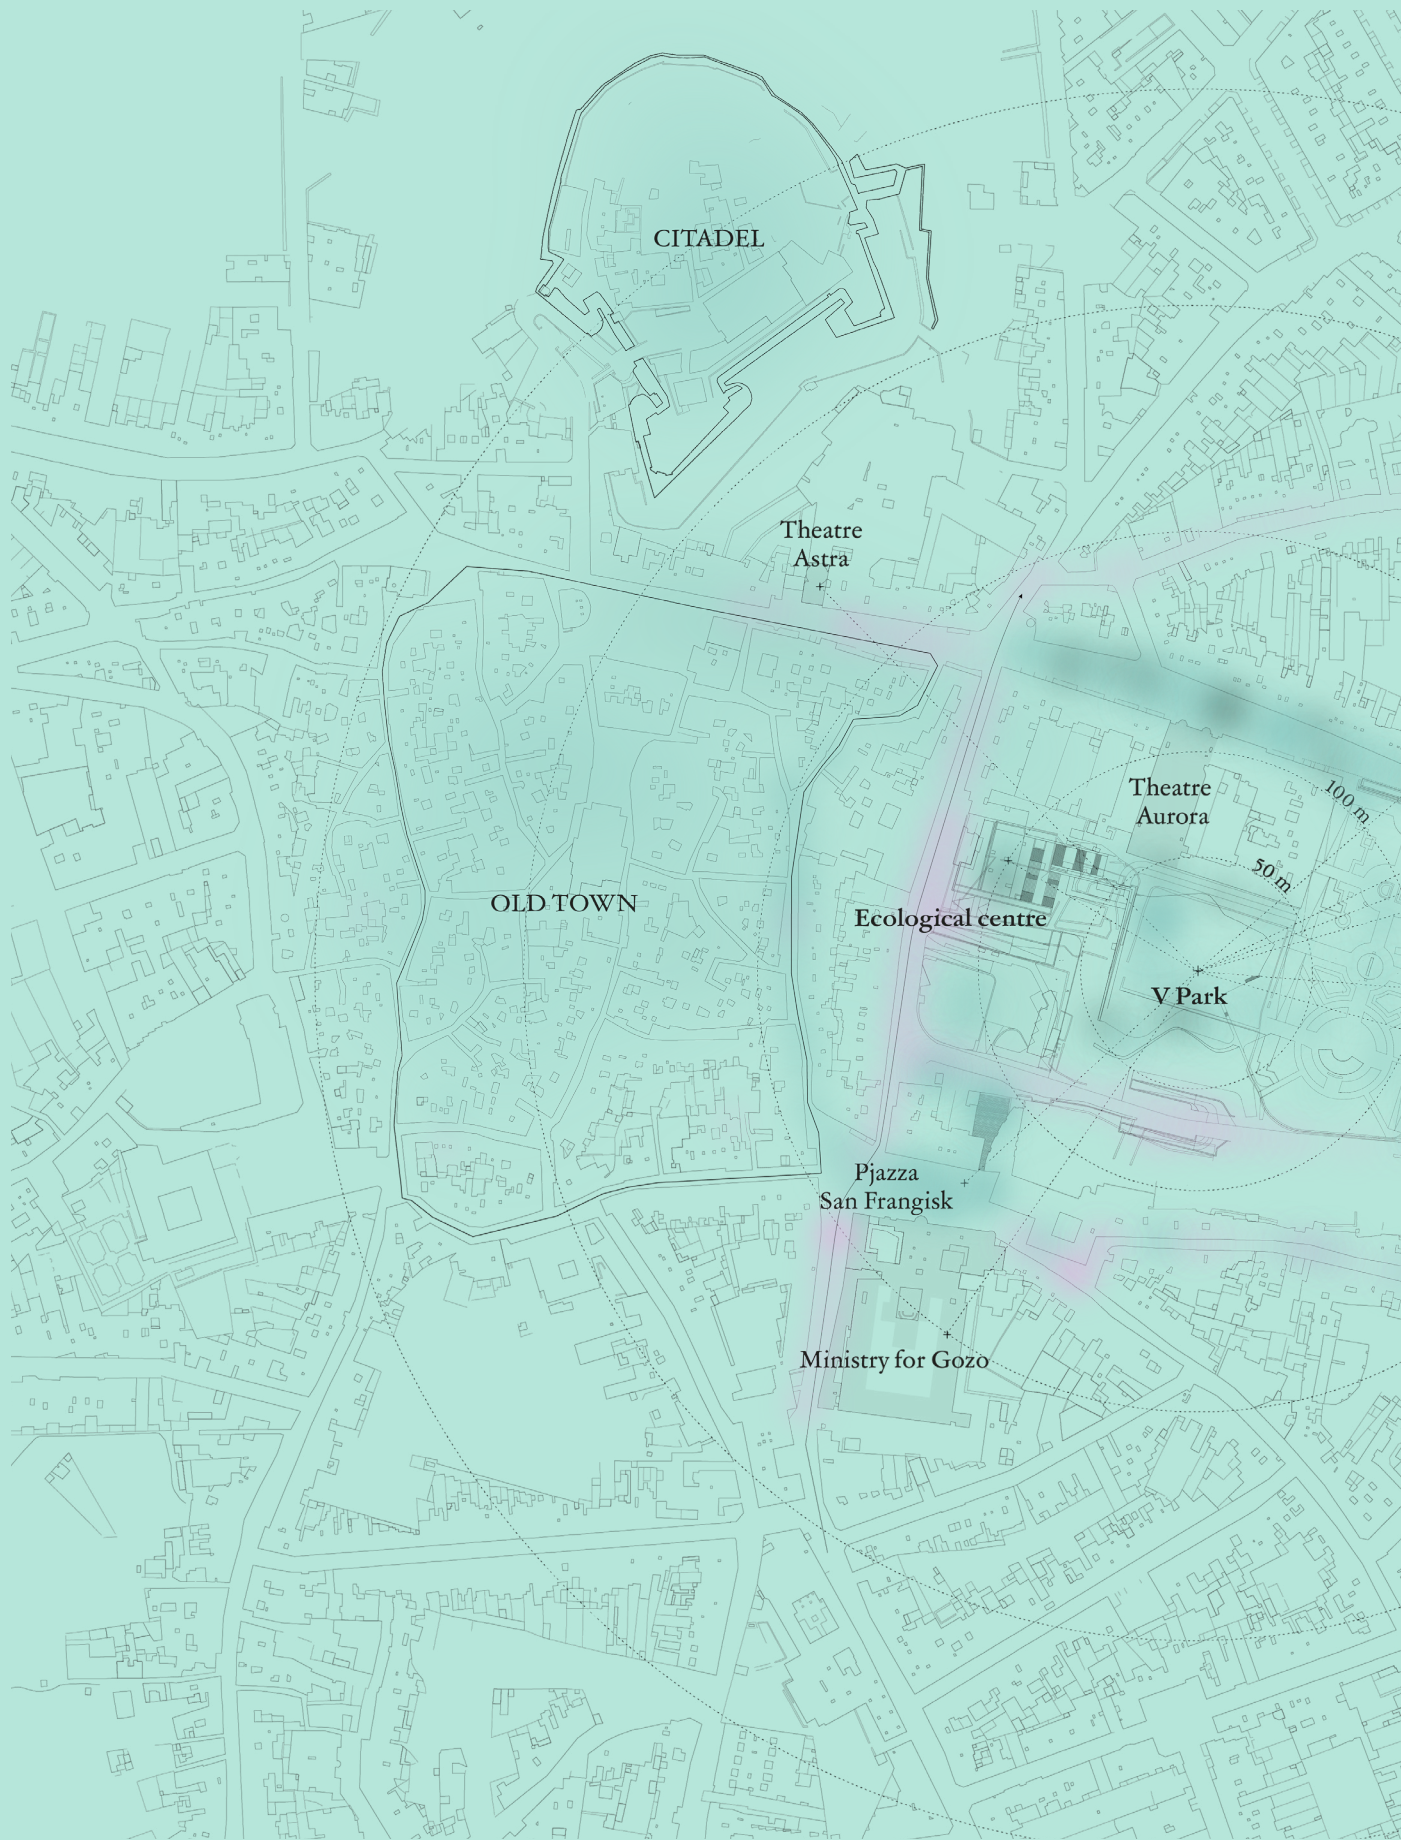 CITADEL
Theatre
Astra
Theatre
Aurora
100 m
50 m
OLD TOWN
Ecological centre
V Park
Pjazza
San Frangisk
Ministry for Gozo